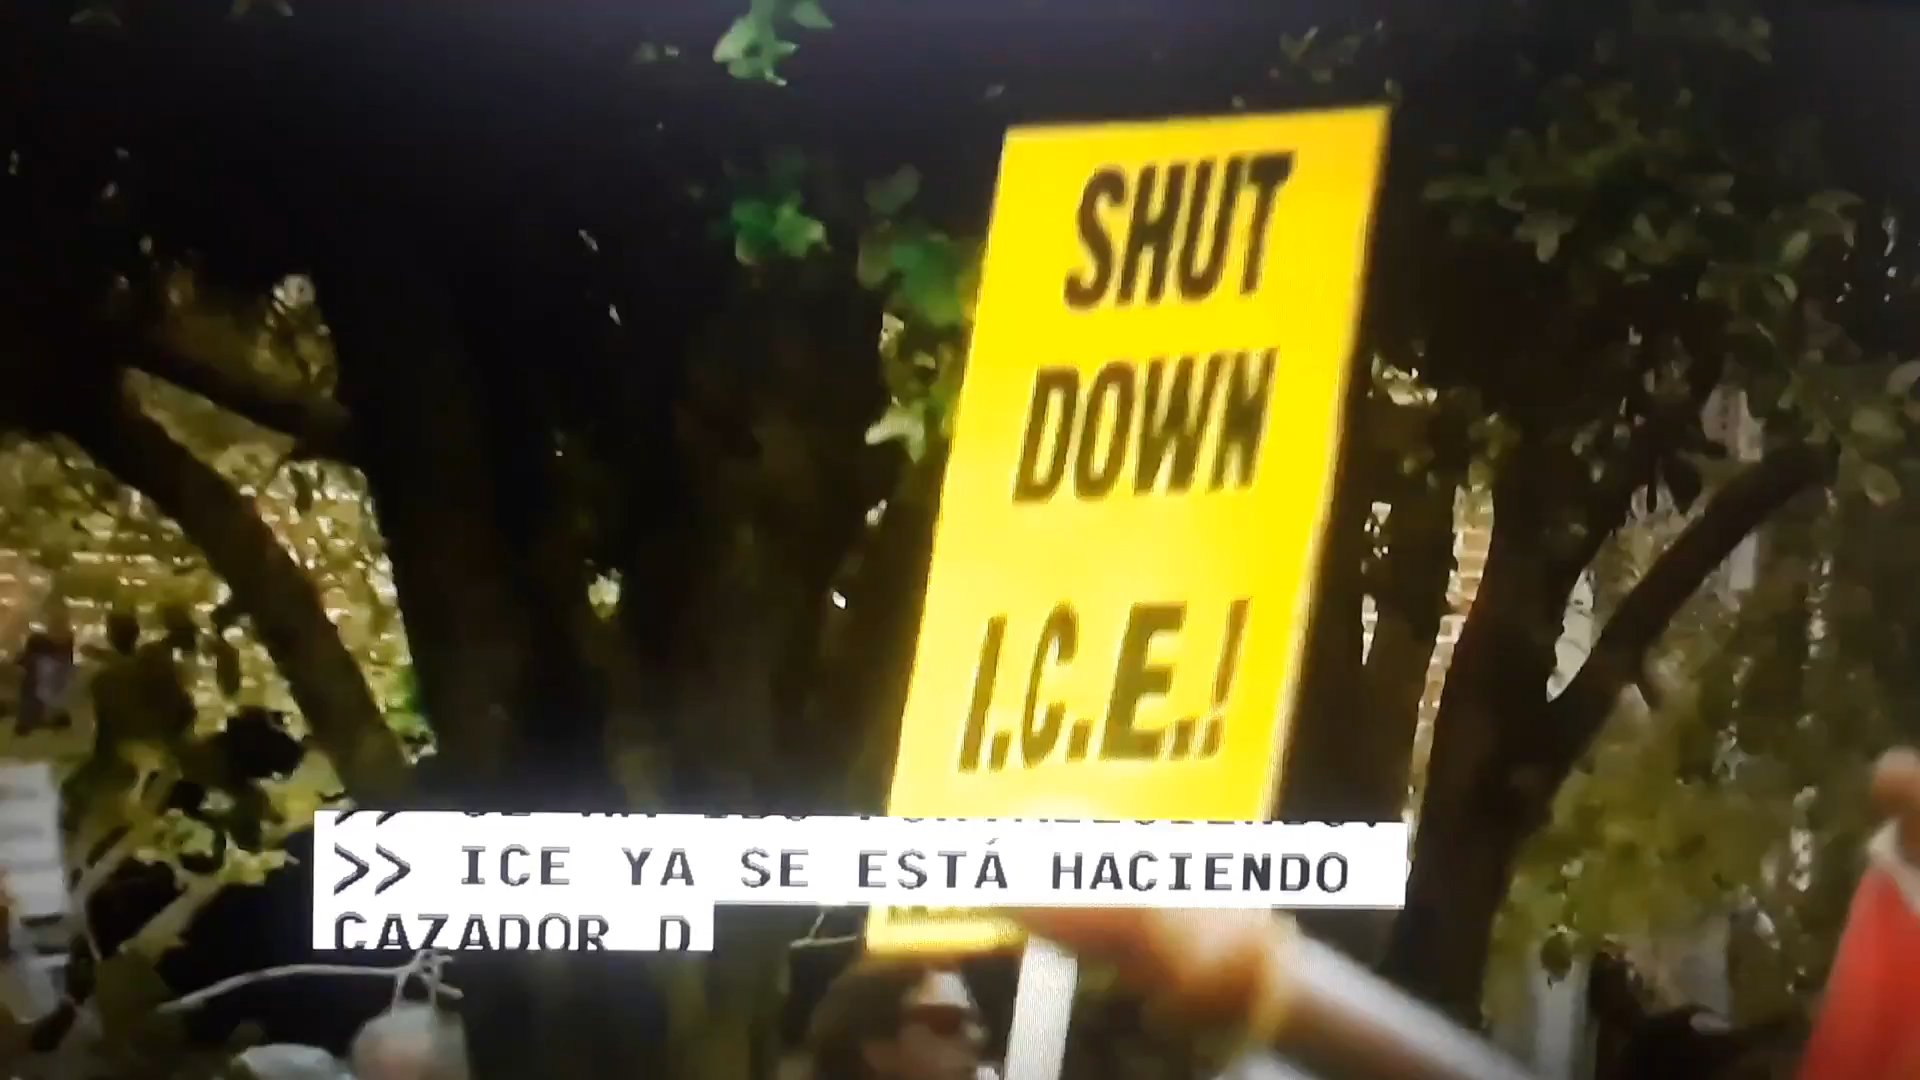 SHUT
DOWN
I.C.E.!
>> ICE YA SE ESTÁ HACIENDO
CAZADOR D